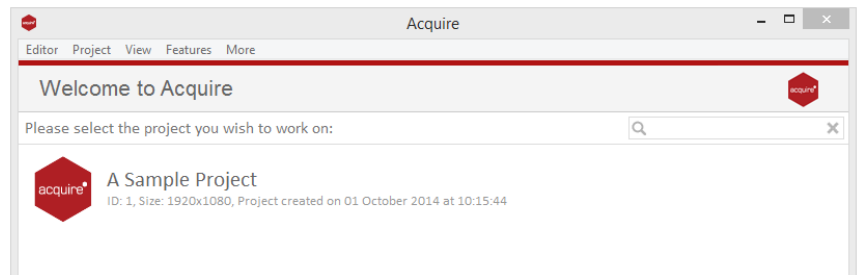 Acquire
Editor Project View Features More
Welcome to Acquire
acquire
Please select the project you wish to work on:
A Sample Project
acquire
ID: 1, Size: 1920x1080, Project created on 01 October 2014 at 10:15:44